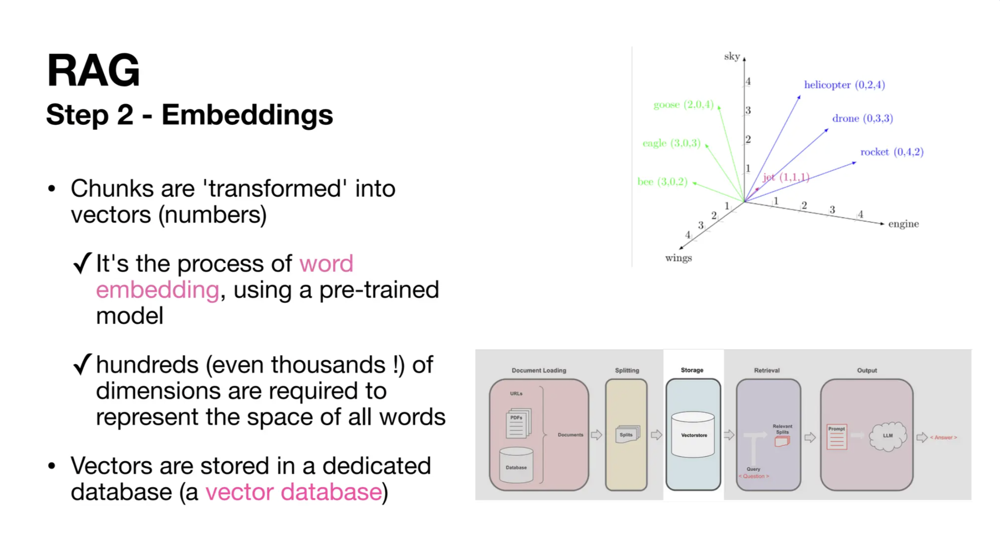 RAG
Step 2 - Embeddings
• Chunks are 'transformed' into
vectors (numbers)
✓ It's the process of word
embedding, using a pre-trained
model
✓ hundreds (even thousands !) of
dimensions are required to
represent the space of all words
• Vectors are stored in a dedicated
database (a vector database)
sky
4
helicopter (0,2,4)
goose (2,0,4)
3
drone (0,3,3)
eagle (3,0,3)
2
rocket (0,4,2)
1
jet (1,1,1)
bee (3,0,2)
1
2
3
4
engine
1
2
3
4
wings
Document Loading
URLs
PDFs
Database
Documents
Splitting
Splits
Storage
Vectorstore
Retrieval
Relevant
Splits
Query
< Question >
Output
Prompt
LLM
< Answer >